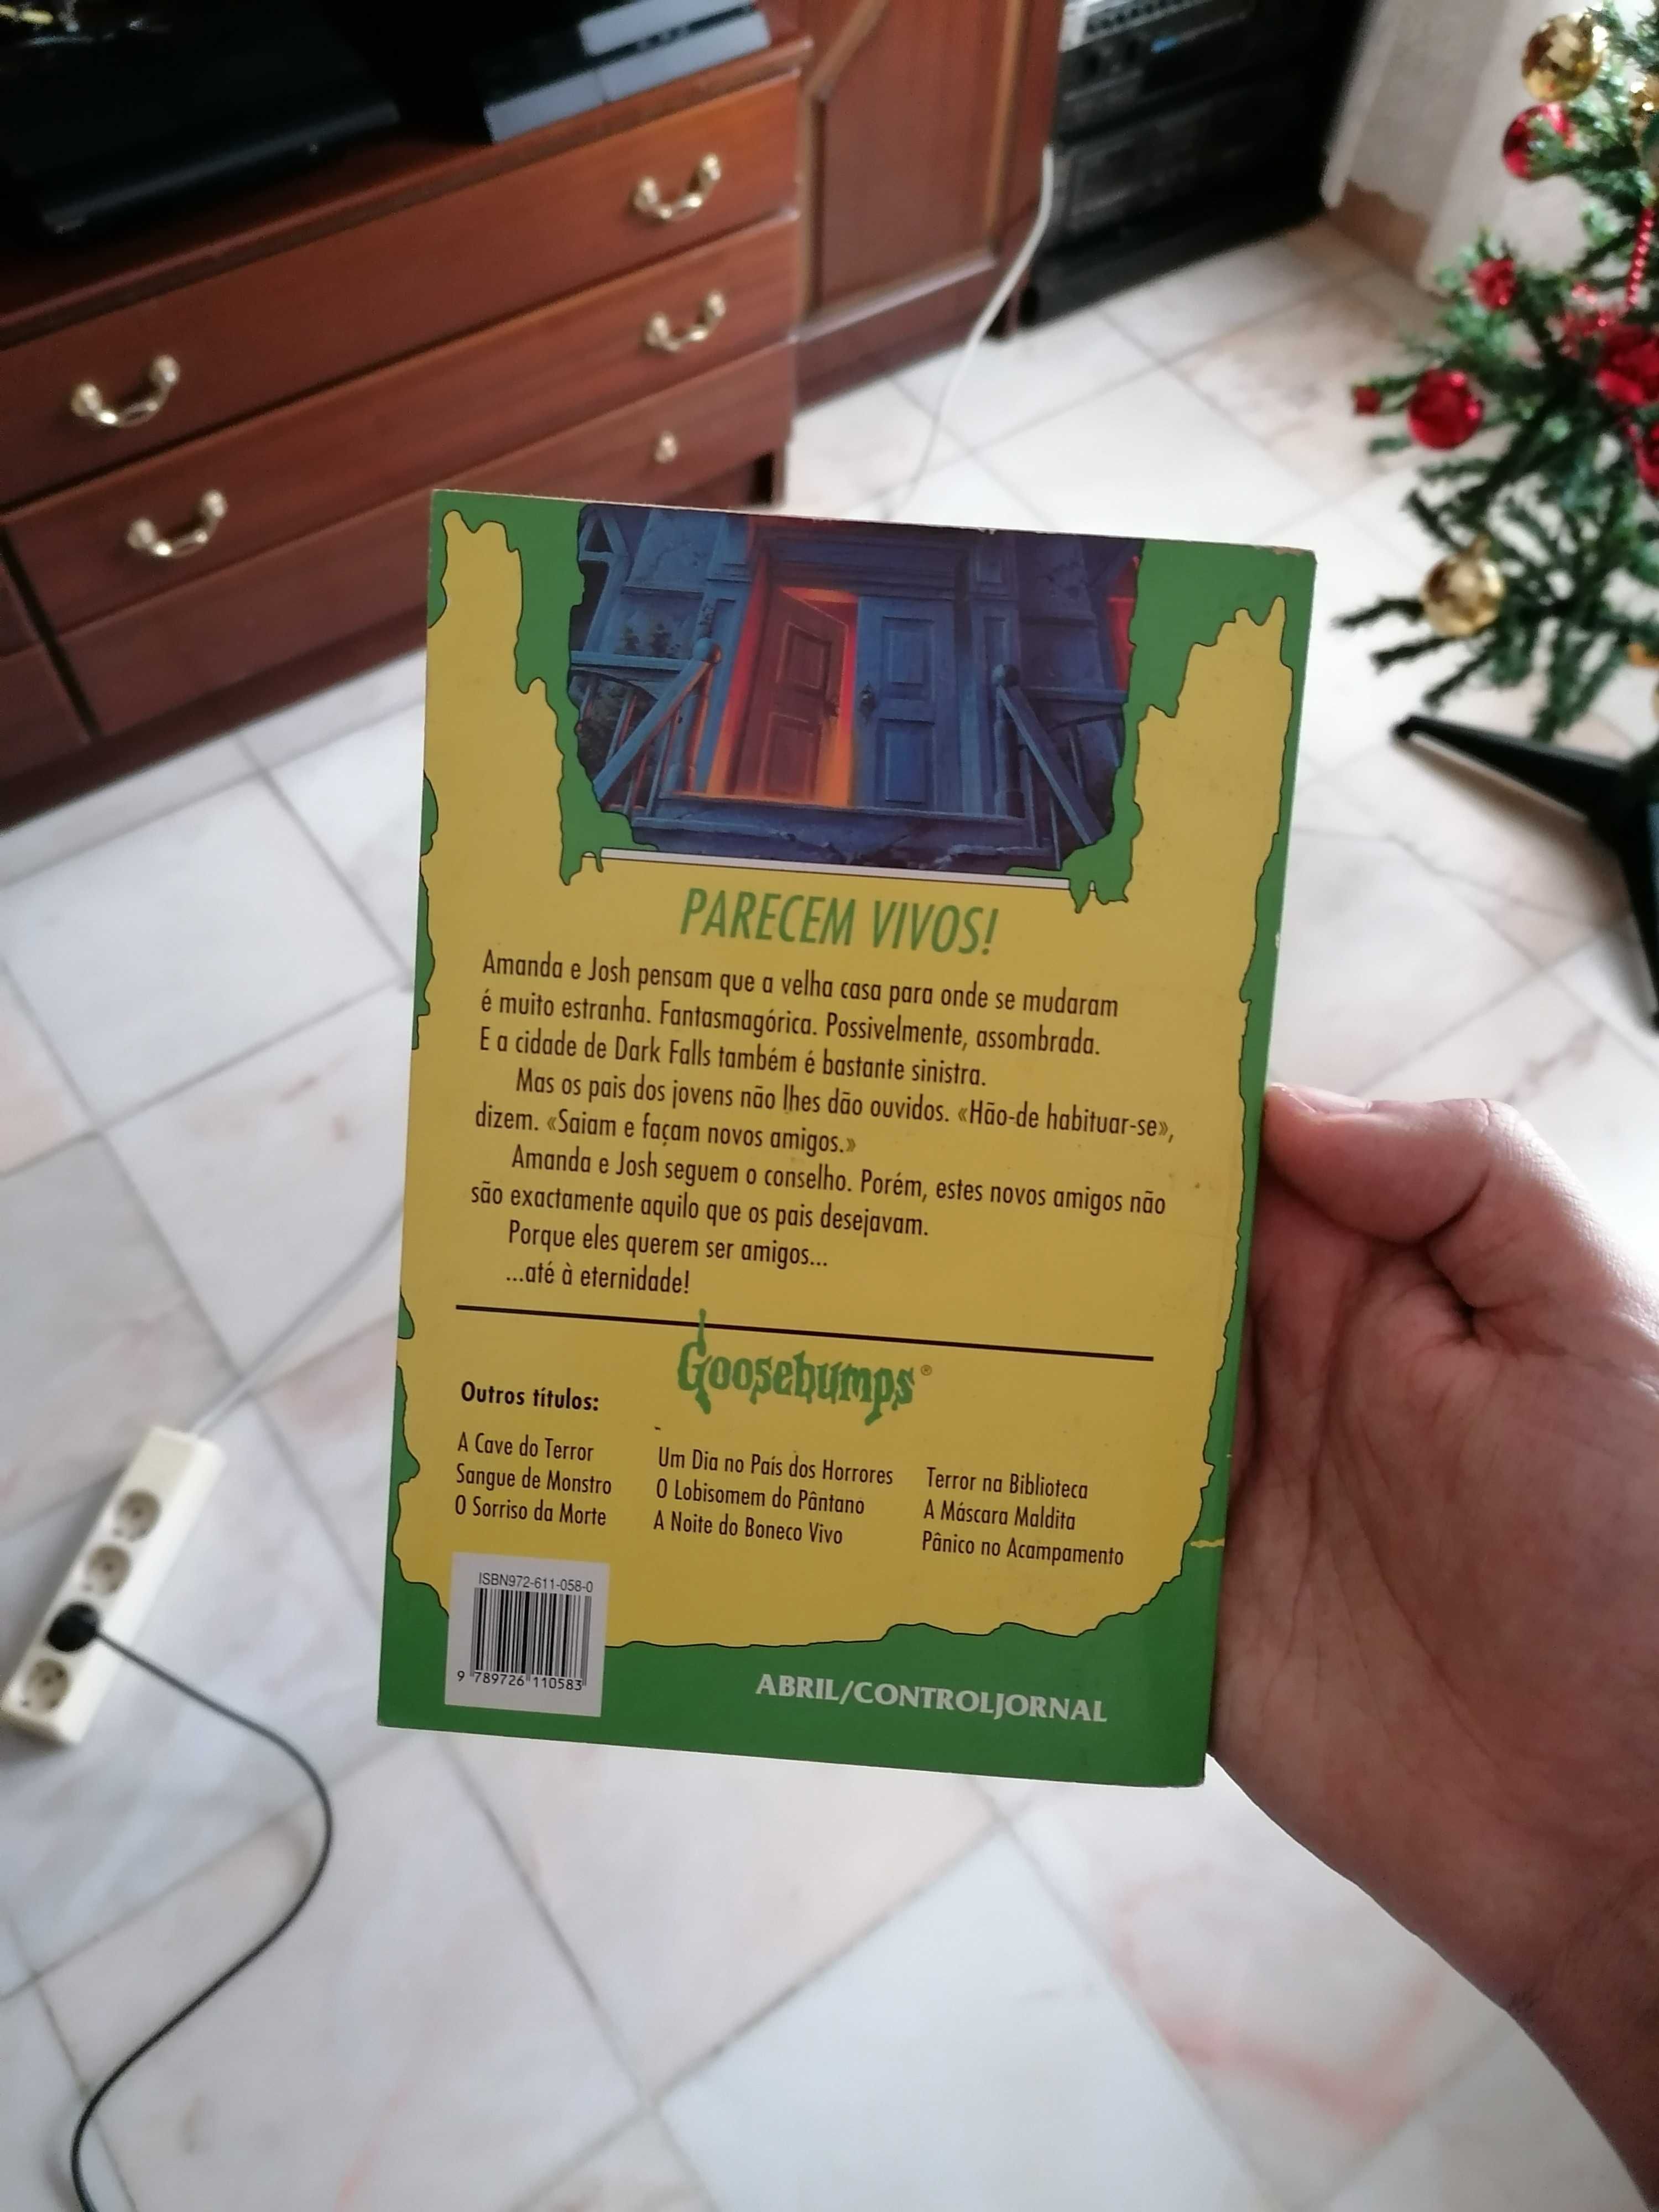 PARECEM VIVOS!
Amanda e Josh pensam que a velha casa para onde se mudaram
é muito estranha. Fantasmagórica. Possivelmente, assombrada.
E a cidade de Dark Falls também é bastante sinistra.
Mas os pais dos jovens não lhes dão ouvidos. «Hão-de habituar-se»,
dizem. «Saiam e façam novos amigos.»
Amanda e Josh seguem o conselho. Porém, estes novos amigos não
são exactamente aquilo que os pais desejavam.
Porque eles querem ser amigos...
...até à eternidade!
Goosebumps®
Outros títulos:
A Cave do Terror
Sangue de Monstro
O Sorriso da Morte
Um Dia no País dos Horrores
O Lobisomem do Pântano
A Noite do Boneco Vivo
Terror na Biblioteca
A Máscara Maldita
Pânico no Acampamento
ISBN972-611-058-0
9 789726 110583
ABRIL/CONTROLJORNAL